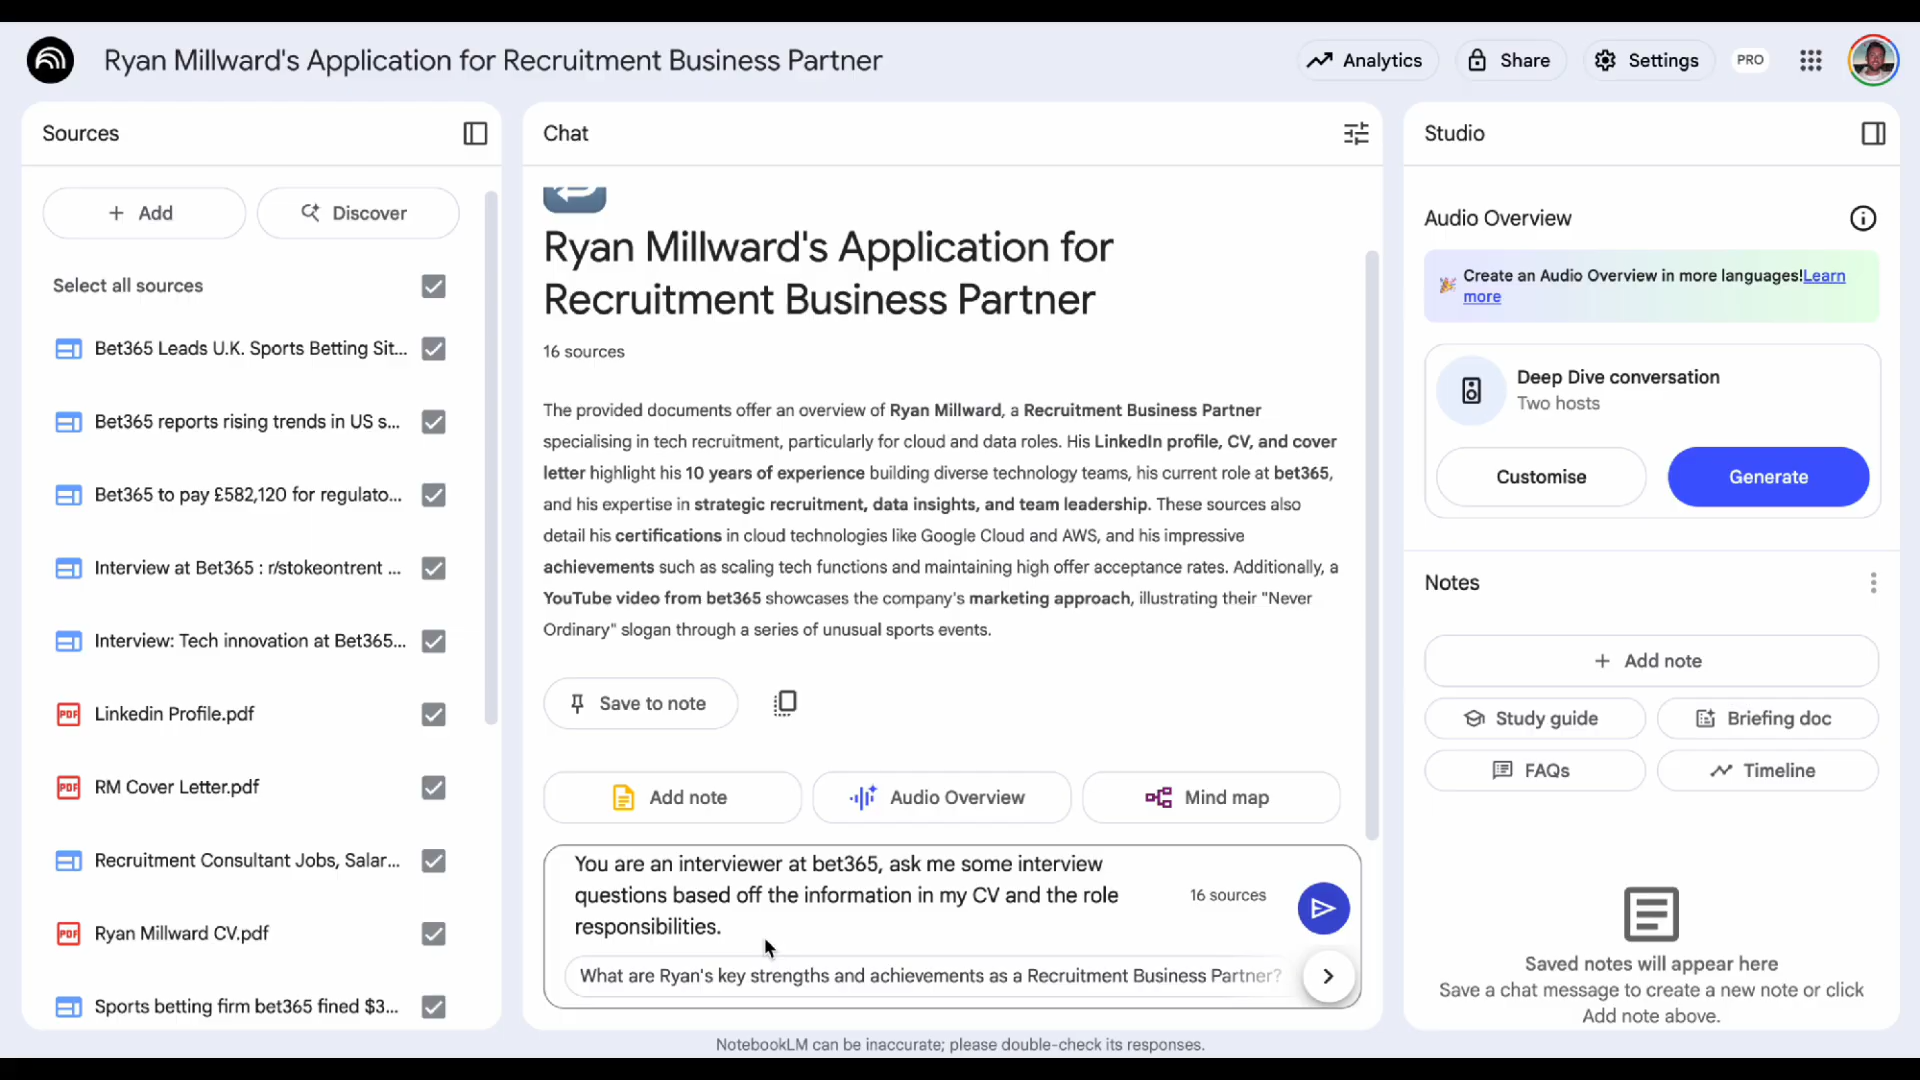 Ryan Millward's Application for Recruitment Business Partner
Analytics
Share
Settings
PRO
Sources
Add
Discover
Select all sources
Bet365 Leads U.K. Sports Betting Sit...
Bet365 reports rising trends in US s...
Bet365 to pay £582,120 for regulato...
Interview at Bet365 : r/stokeontrent ...
Interview: Tech innovation at Bet365...
PDF
Linkedin Profile.pdf
PDF
RM Cover Letter.pdf
Recruitment Consultant Jobs, Salar...
PDF
Ryan Millward CV.pdf
Sports betting firm bet365 fined $3...
Chat
Ryan Millward's Application for
Recruitment Business Partner
16 sources
The provided documents offer an overview of Ryan Millward, a Recruitment Business Partner
specialising in tech recruitment, particularly for cloud and data roles. His LinkedIn profile, CV, and cover
letter highlight his 10 years of experience building diverse technology teams, his current role at bet365,
and his expertise in strategic recruitment, data insights, and team leadership. These sources also
detail his certifications in cloud technologies like Google Cloud and AWS, and his impressive
achievements such as scaling tech functions and maintaining high offer acceptance rates. Additionally, a
YouTube video from bet365 showcases the company's marketing approach, illustrating their "Never
Ordinary" slogan through a series of unusual sports events.
Save to note
Add note
Audio Overview
Mind map
You are an interviewer at bet365, ask me some interview
questions based off the information in my CV and the role
responsibilities.
16 sources
What are Ryan's key strengths and achievements as a Recruitment Business Partner?
Studio
Audio Overview
Create an Audio Overview in more languages!Learn
more
Deep Dive conversation
Two hosts
Customise
Generate
Notes
Add note
Study guide
Briefing doc
FAQs
Timeline
Saved notes will appear here
Save a chat message to create a new note or click
Add note above.
NotebookLM can be inaccurate; please double-check its responses.